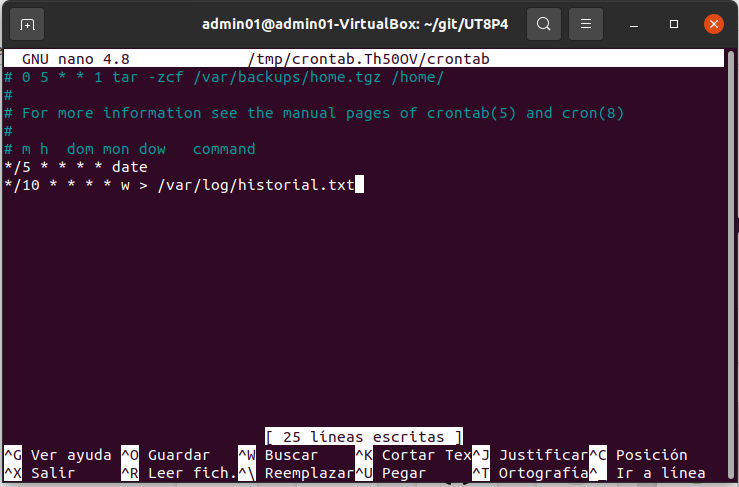 admin01@admin01-VirtualBox: ~/git/UT8P4
GNU nano 4.8 /tmp/crontab.Th50OV/crontab
# 0 5 * * 1 tar -zcf /var/backups/home.tgz /home/
#
# For more information see the manual pages of crontab(5) and cron(8)
#
# m h  dom mon dow   command
*/5 * * * * date
*/10 * * * * w > /var/log/historial.txt
[ 25 líneas escritas ]
^G Ver ayuda ^O Guardar ^W Buscar ^K Cortar Tex^J Justificar^C Posición
^X Salir ^R Leer fich.^\ Reemplazar^U Pegar ^T Ortografía^_ Ir a línea